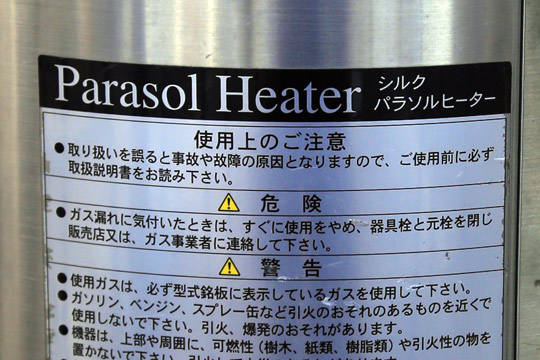 Parasol Heater シルク
パラソルヒーター
使用上のご注意
●取り扱いを誤ると事故や故障の原因となりますので、ご使用前に必ず
取扱説明書をお読み下さい。
⚠ 危険
●ガス漏れに気付いたときは、すぐに使用をやめ、器具栓と元栓を閉じ
販売店又は、ガス事業者に連絡して下さい。
⚠ 警告
●使用ガスは、必ず型式銘板に表示しているガスを使用して下さい。
●ガソリン、ベンジン、スプレー缶など引火のおそれのあるものを近くで
使用しないで下さい。引火、爆発のおそれがあります。
●機器は、上部や周囲に、可燃性（樹木、紙類、樹脂類）や引火性の物を
置かないで下さい。